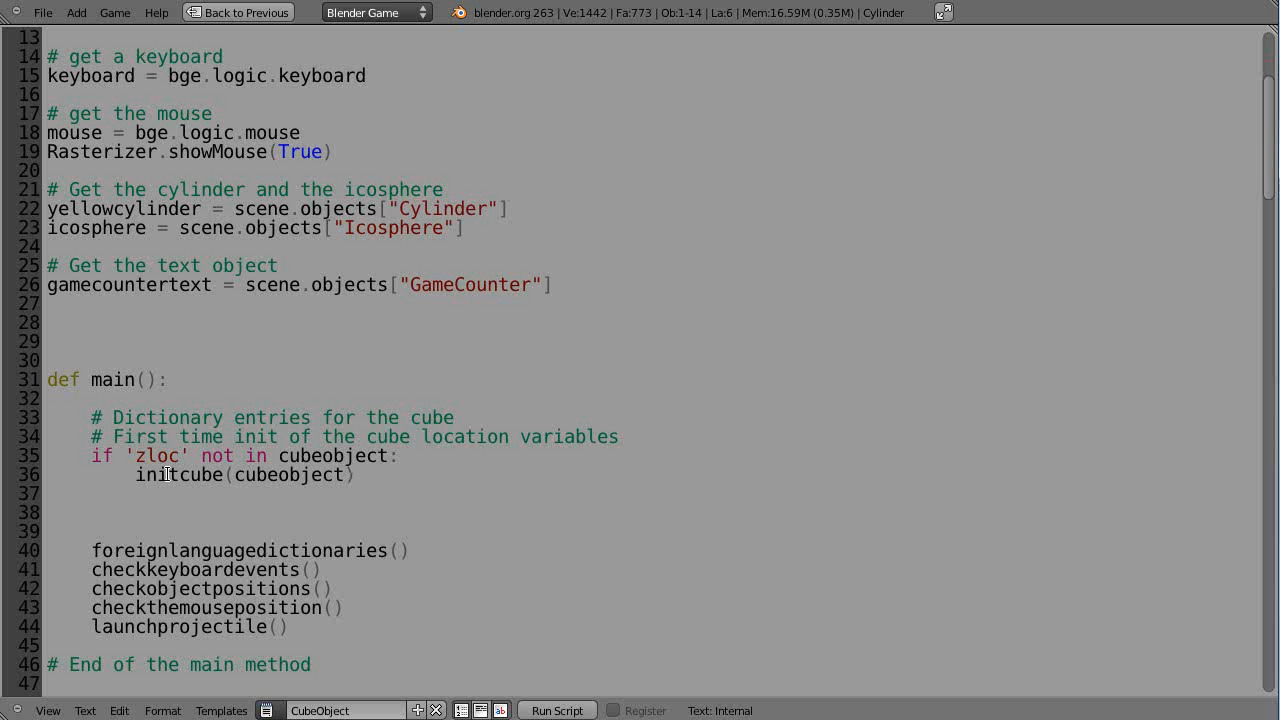 File Add Game Help Back to Previous Blender Game blender.org 263 | Ve:1442 | Fa:773 | Ob:1-14 | La:6 | Mem:16.59M (0.35M) | Cylinder
13
14 # get a keyboard
15 keyboard = bge.logic.keyboard
16
17 # get the mouse
18 mouse = bge.logic.mouse
19 Rasterizer.showMouse(True)
20
21 # Get the cylinder and the icosphere
22 yellowcylinder = scene.objects["Cylinder"]
23 icosphere = scene.objects["Icosphere"]
24
25 # Get the text object
26 gamecountertext = scene.objects["GameCounter"]
27
28
29
30
31 def main():
32
33     # Dictionary entries for the cube
34     # First time init of the cube location variables
35     if 'zloc' not in cubeobject:
36         initcube(cubeobject)
37
38
39
40     foreignlanguagedictionaries()
41     checkkeyboardevents()
42     checkobjectpositions()
43     checkthemouseposition()
44     launchprojectile()
45
46 # End of the main method
47
View Text Edit Format Templates CubeObject Run Script Register Text: Internal